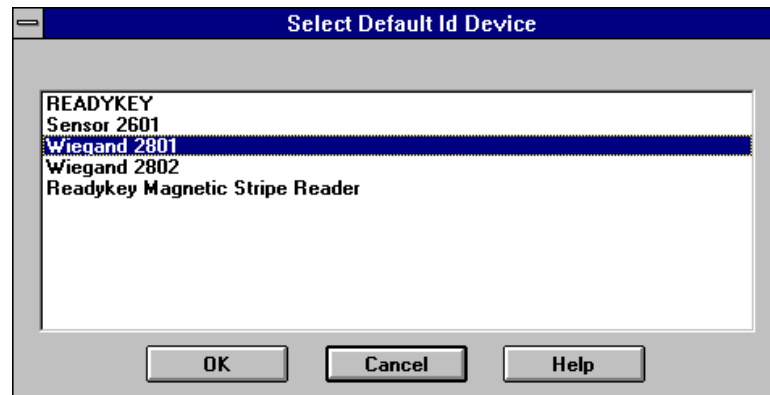 Select Default Id Device
READYKEY
Sensor 2601
Wiegand 2801
Wiegand 2802
Readykey Magnetic Stripe Reader
OK Cancel Help